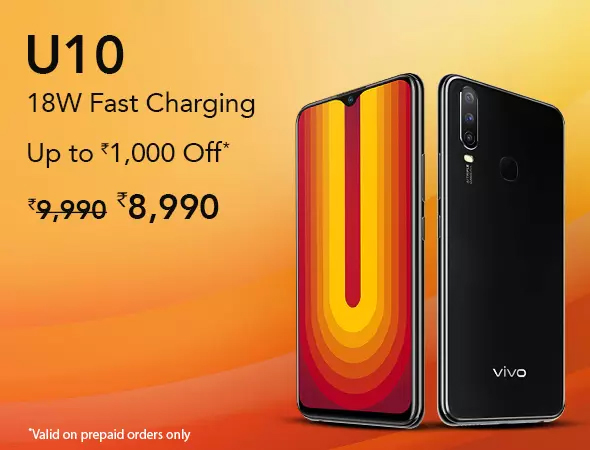 U10
18W Fast Charging
Up to ₹1,000 Off*
₹9,990 ₹8,990
vivo
*Valid on prepaid orders only